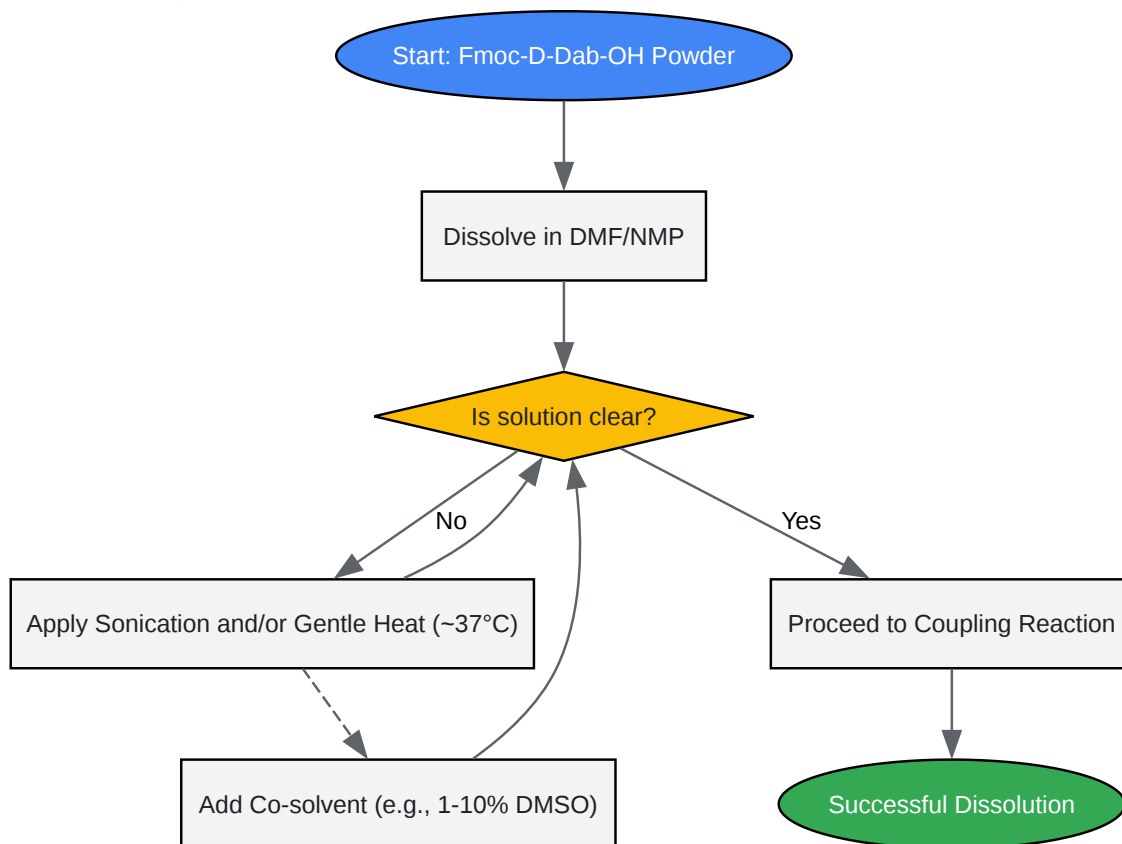 Start: Fmoc-D-Dab-OH Powder
Dissolve in DMF/NMP
Is solution clear?
No
Yes
Apply Sonication and/or Gentle Heat (~37°C)
Proceed to Coupling Reaction
Add Co-solvent (e.g., 1-10% DMSO)
Successful Dissolution